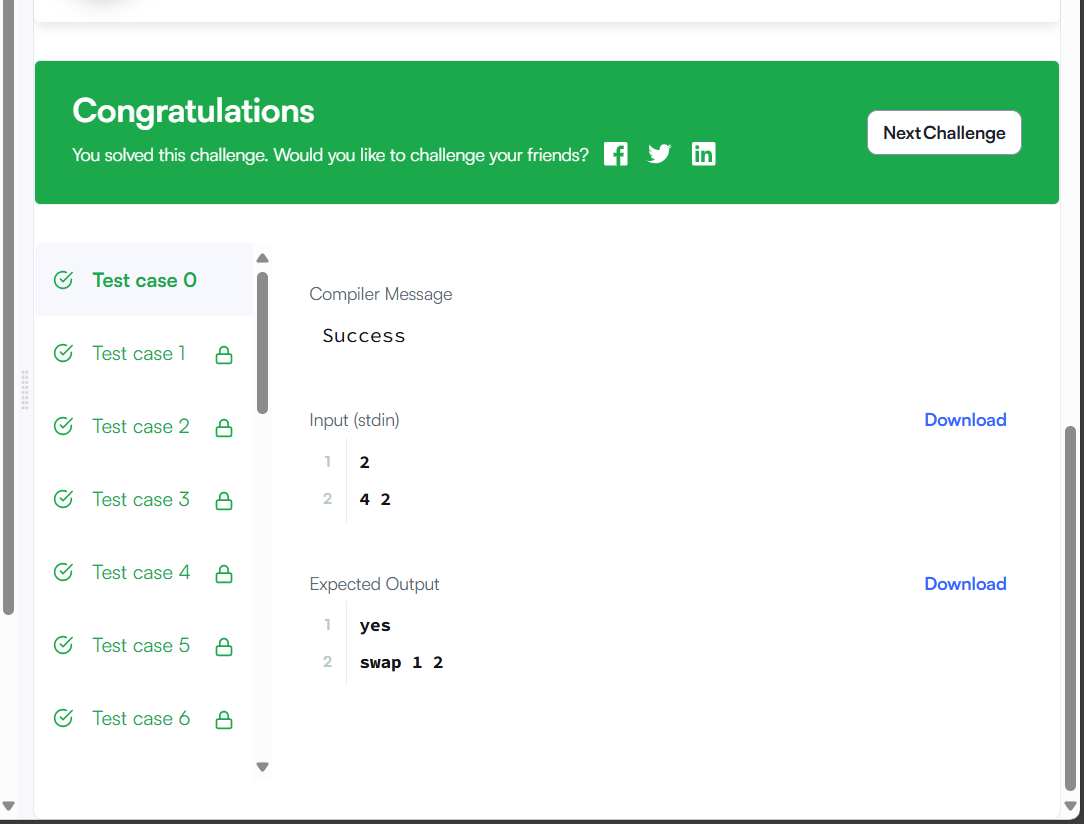 Congratulations
You solved this challenge. Would you like to challenge your friends?
Next Challenge
Test case 0
Test case 1
Test case 2
Test case 3
Test case 4
Test case 5
Test case 6
Compiler Message
Success
Input (stdin)
Download
1 2
2 4 2
Expected Output
Download
1 yes
2 swap 1 2